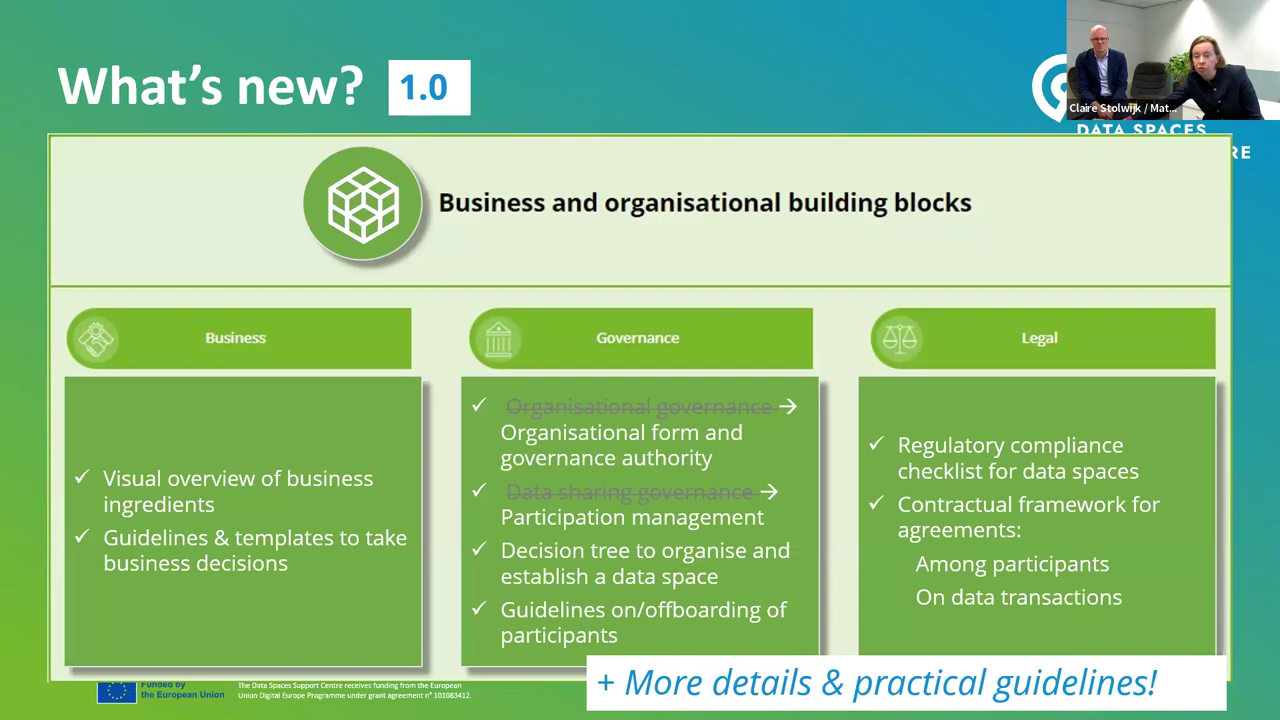 What's new?
1.0
Claire Stolwijk / Mat...
DATA SPACES
RE
Business and organisational building blocks
Business
Governance
Legal
✓ Visual overview of business
ingredients
✓ Guidelines & templates to take
business decisions
✓ Organisational governance →
Organisational form and
governance authority
✓ Data sharing governance →
Participation management
✓ Decision tree to organise and
establish a data space
✓ Guidelines on/offboarding of
participants
✓ Regulatory compliance
checklist for data spaces
✓ Contractual framework for
agreements:
Among participants
On data transactions
+ More details & practical guidelines!
Funded by
the European Union
The Data Spaces Support Centre receives funding from the European
Union Digital Europe Programme under grant agreement n° 101083412.